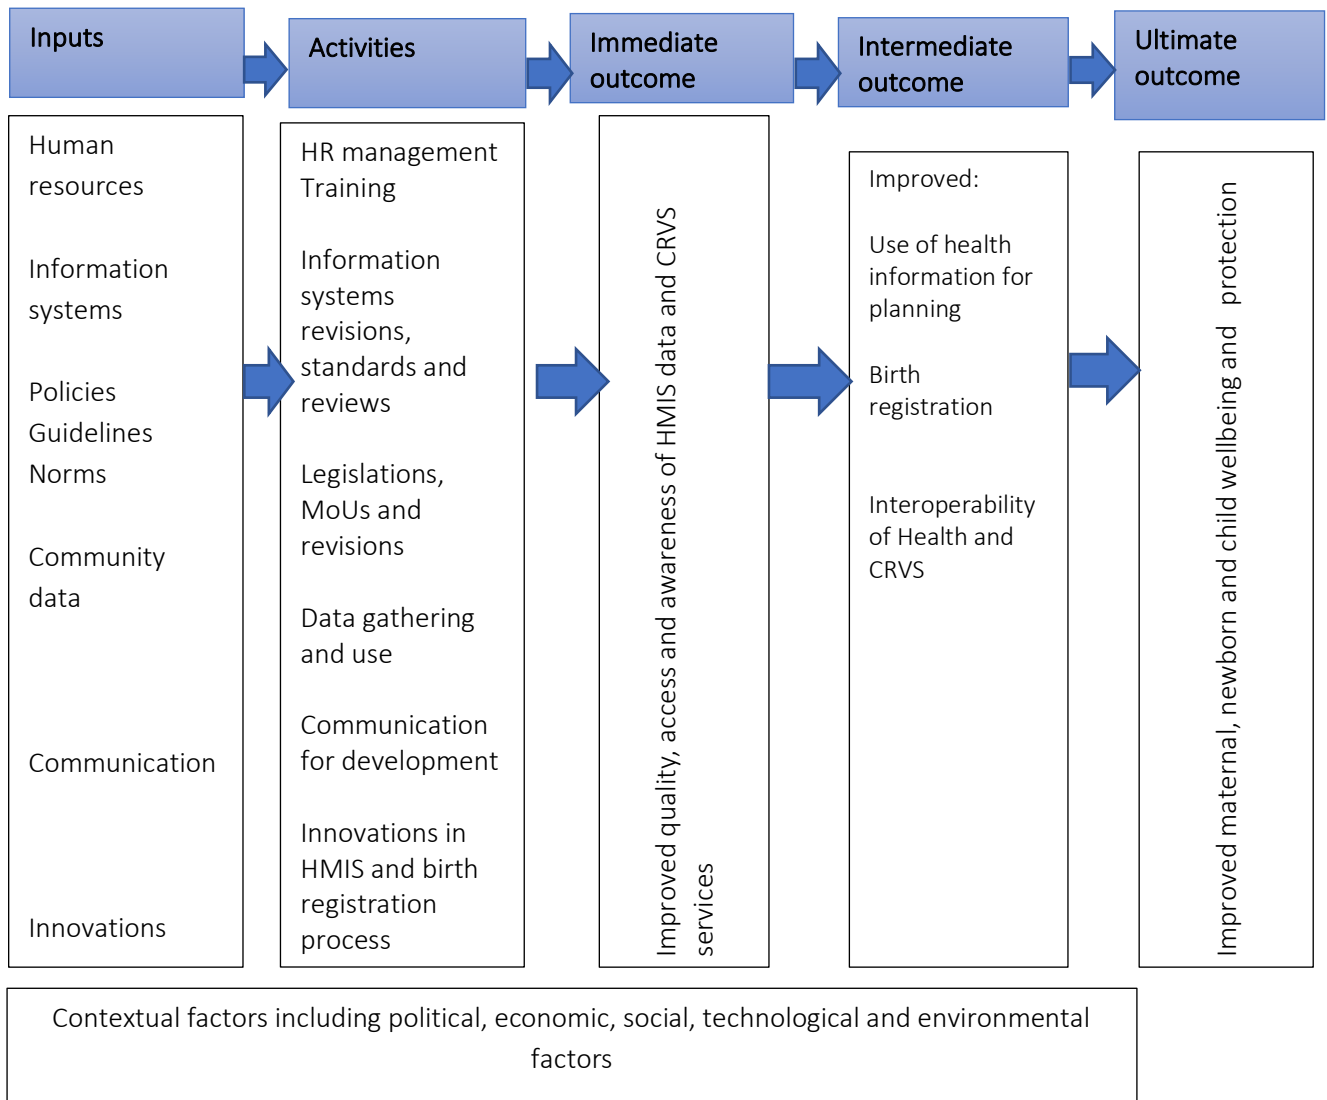 Inputs
Activities
Immediate
outcome
Intermediate
outcome
Ultimate
outcome
Human
resources
Information
systems
Policies
Guidelines
Norms
Community
data
Communication
Innovations
HR management
Training
Information
systems
revisions,
standards and
reviews
Legislations,
MoUs and
revisions
Data gathering
and use
Communication
for development
Innovations in
HMIS and birth
registration
process
Improved quality, access and awareness of HMIS data and CRVS
services
Improved:
Use of health
information for
planning
Birth
registration
Interoperability
of Health and
CRVS
Improved maternal, newborn and child wellbeing and protection
Contextual factors including political, economic, social, technological and environmental
factors